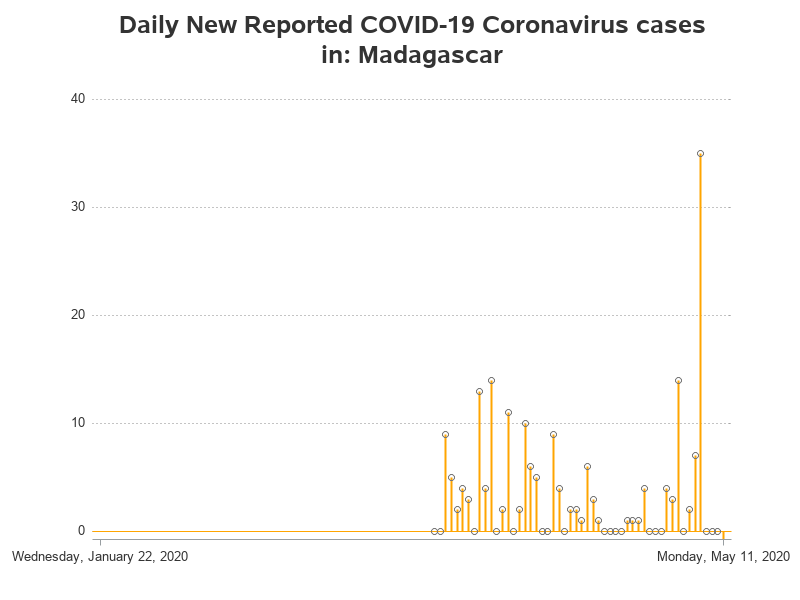 Daily New Reported COVID-19 Coronavirus cases
in: Madagascar
40
30
20
10
0
Wednesday, January 22, 2020
Monday, May 11, 2020